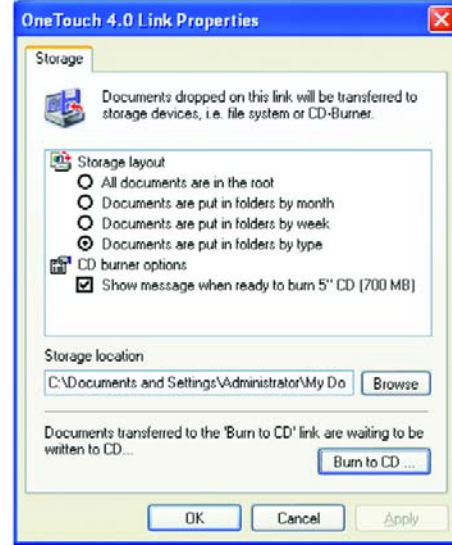 OneTouch 4.0 Link Properties
Storage
Documents dropped on this link will be transferred to
storage devices, i.e. file system or CD-Burner.
Storage layout
All documents are in the root
Documents are put in folders by month
Documents are put in folders by week
Documents are put in folders by type
CD burner options
Show message when ready to burn 5" CD (700 MB)
Storage location
C:\Documents and Settings\Administrator\My Do
Browse
Documents transferred to the 'Burn to CD' link are waiting to be
written to CD...
Burn to CD ...
OK
Cancel
Apply